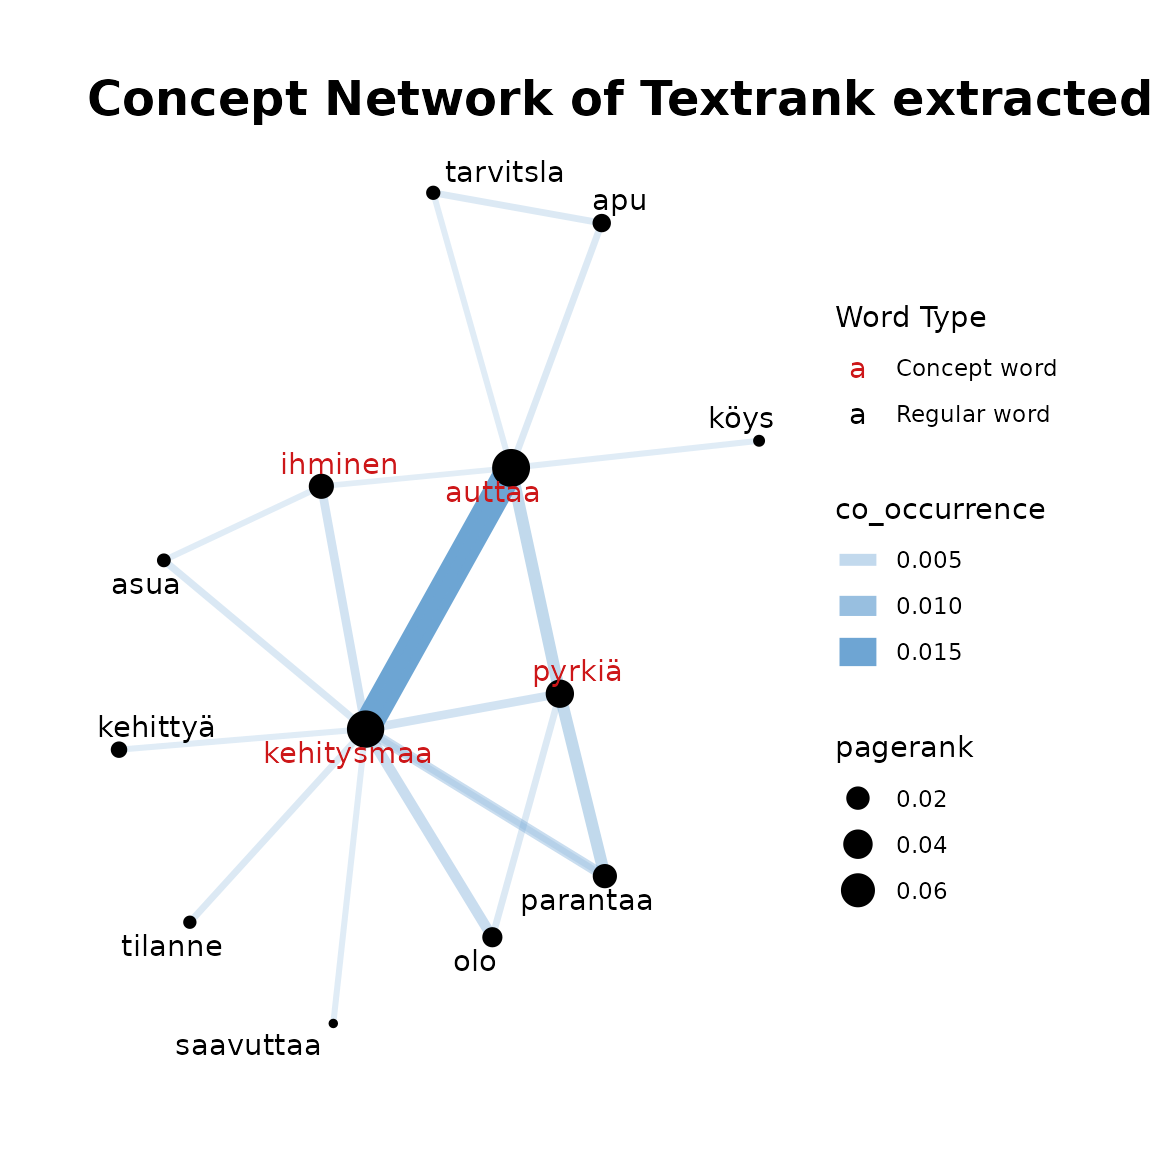 Concept Network of Textrank extracted
tarvitsla
apu
köys
ihminen
auttaa
asua
pyrkiä
kehittyä
kehitysmaa
parantaa
tilanne
olo
saavuttaa
Word Type
a Concept word
a Regular word
co_occurrence
0.005
0.010
0.015
pagerank
0.02
0.04
0.06